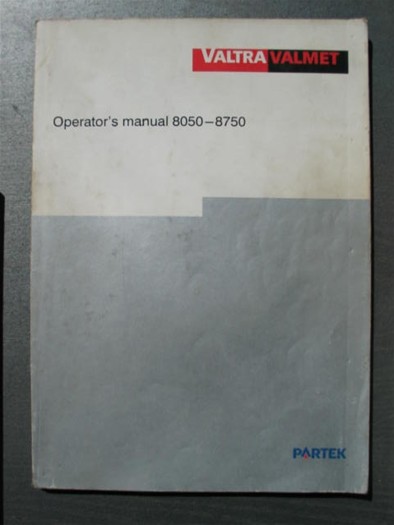 VALTRA VALMET
Operator's manual 8050–8750
PARTEK